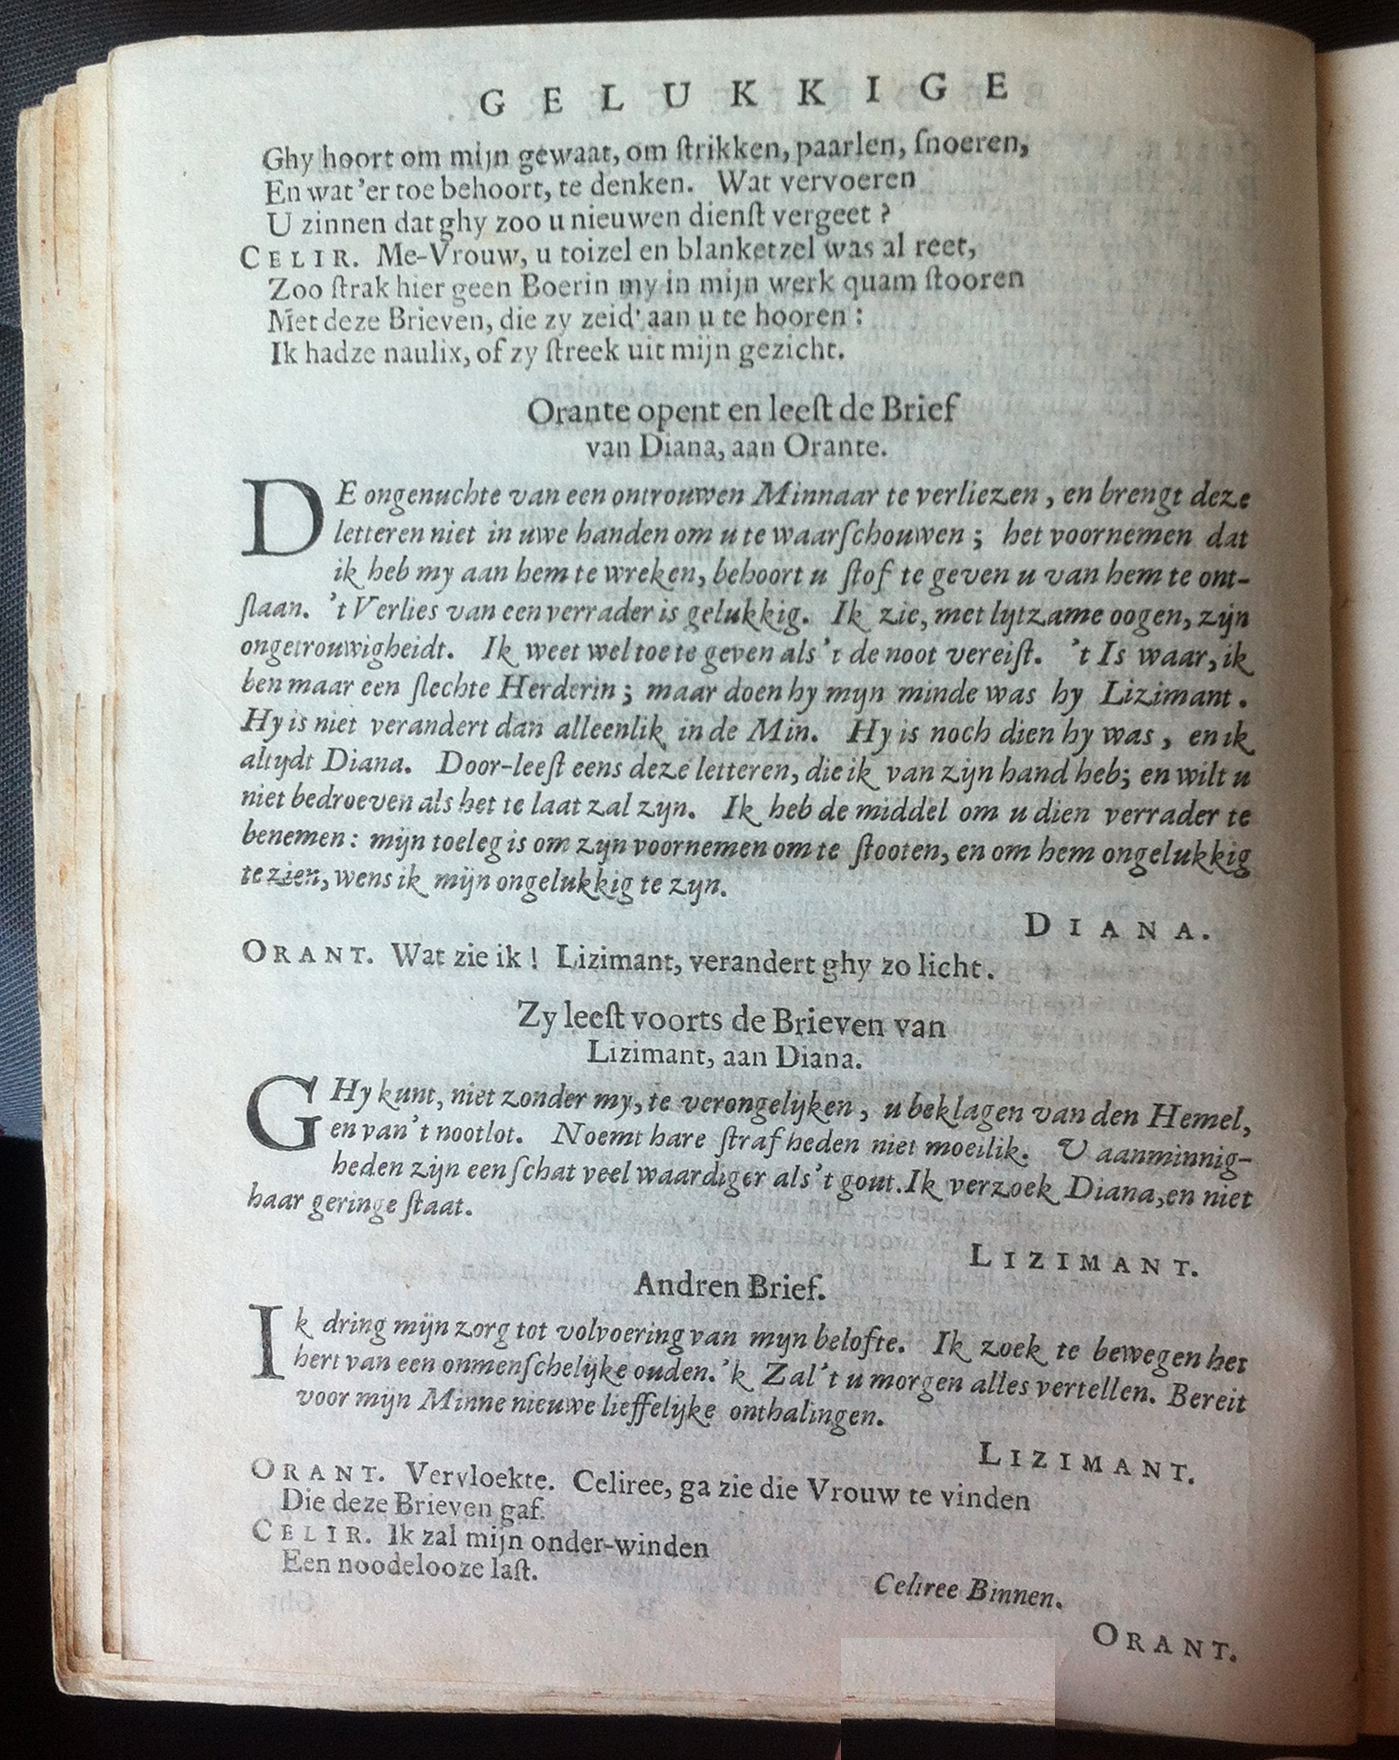 GELUKKIGE
Ghy hoort om mijn gewaat, om ſtrikken, paarlen, ſnoeren,
En wat 'er toe behoort, te denken. Wat vervoeren
U zinnen dat ghy zoo u nieuwen dienſt vergeet ?
CELIR. Me-Vrouw, u toizel en blanketzel was al reet,
Zoo ſtrak hier geen Boerin my in mijn werk quam ſtooren
Met deze Brieven, die zy zeid' aan u te hooren :
Ik hadze naulix, of zy ſtreek uit mijn gezicht.
Orante opent en leeſt de Brief
van Diana, aan Orante.
DE ongenuchte van een ontrouwen Minnaar te verliezen, en brengt deze
letteren niet in uwe handen om u te waarſchouwen ; het voornemen dat
ik heb my aan hem te wreken, behoort u ſtof te geven u van hem te ont-
ſlaan. 't Verlies van een verrader is gelukkig. Ik zie, met lijtzame oogen, zijn
ongetrouwigheidt. Ik weet wel toe te geven als 't de noot vereiſt. 't Is waar, ik
ben maar een ſlechte Herderin ; maar doen hy mijn minde was hy Lizimant.
Hy is niet verandert dan alleenlik in de Min. Hy is noch dien hy was, en ik
altydt Diana. Door-leeſt eens deze letteren, die ik van zijn hand heb; en wilt u
niet bedroeven als het te laat zal zijn. Ik heb de middel om u dien verrader te
benemen : mijn toeleg is om zijn voornemen om te ſtooten, en om hem ongelukkig
te zien, wens ik mijn ongelukkig te zijn.
DIANA.
ORANT. Wat zie ik ! Lizimant, verandert ghy zo licht.
Zy leeſt voorts de Brieven van
Lizimant, aan Diana.
GHy kunt, niet zonder my, te verongelijken, u beklagen van den Hemel,
en van 't nootlot. Noemt hare ſtrafheden niet moeilik. U aanminnig-
heden zijn een ſchat veel waardiger als 't gout. Ik verzoek Diana, en niet
haar geringe ſtaat.
LIZIMANT.
Andren Brief.
Ik dring mijn zorg tot volvoering van mijn belofte. Ik zoek te bewegen het
hert van een onmenſchelijke ouden. 'k Zal 't u morgen alles vertellen. Bereit
voor mijn Minne nieuwe lieffelijke onthalingen.
LIZIMANT.
ORANT. Vervloekte. Celiree, ga zie die Vrouw te vinden
Die deze Brieven gaf.
CELIR. Ik zal mijn onder-winden
Een noodelooze laſt.
Celiree Binnen.
ORANT.